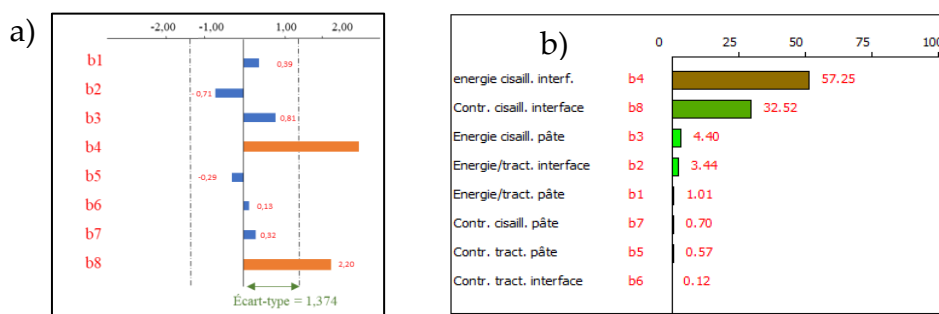 a)
-2,00 -1,00 1,00 2,00
b1 0,39
b2 -0,71
b3 0,81
b4
b5 -0,29
b6 0,13
b7 0,32
b8 2,20
Écart-type = 1,374
b)
0 25 50 75 100
energie cisaill. interf. b4 57.25
Contr. cisaill. interface b8 32.52
Energie cisaill. pâte b3 4.40
Energie/tract. interface b2 3.44
Energie/tract. pâte b1 1.01
Contr. cisaill. pâte b7 0.70
Contr. tract. pâte b5 0.57
Contr. tract. interface b6 0.12